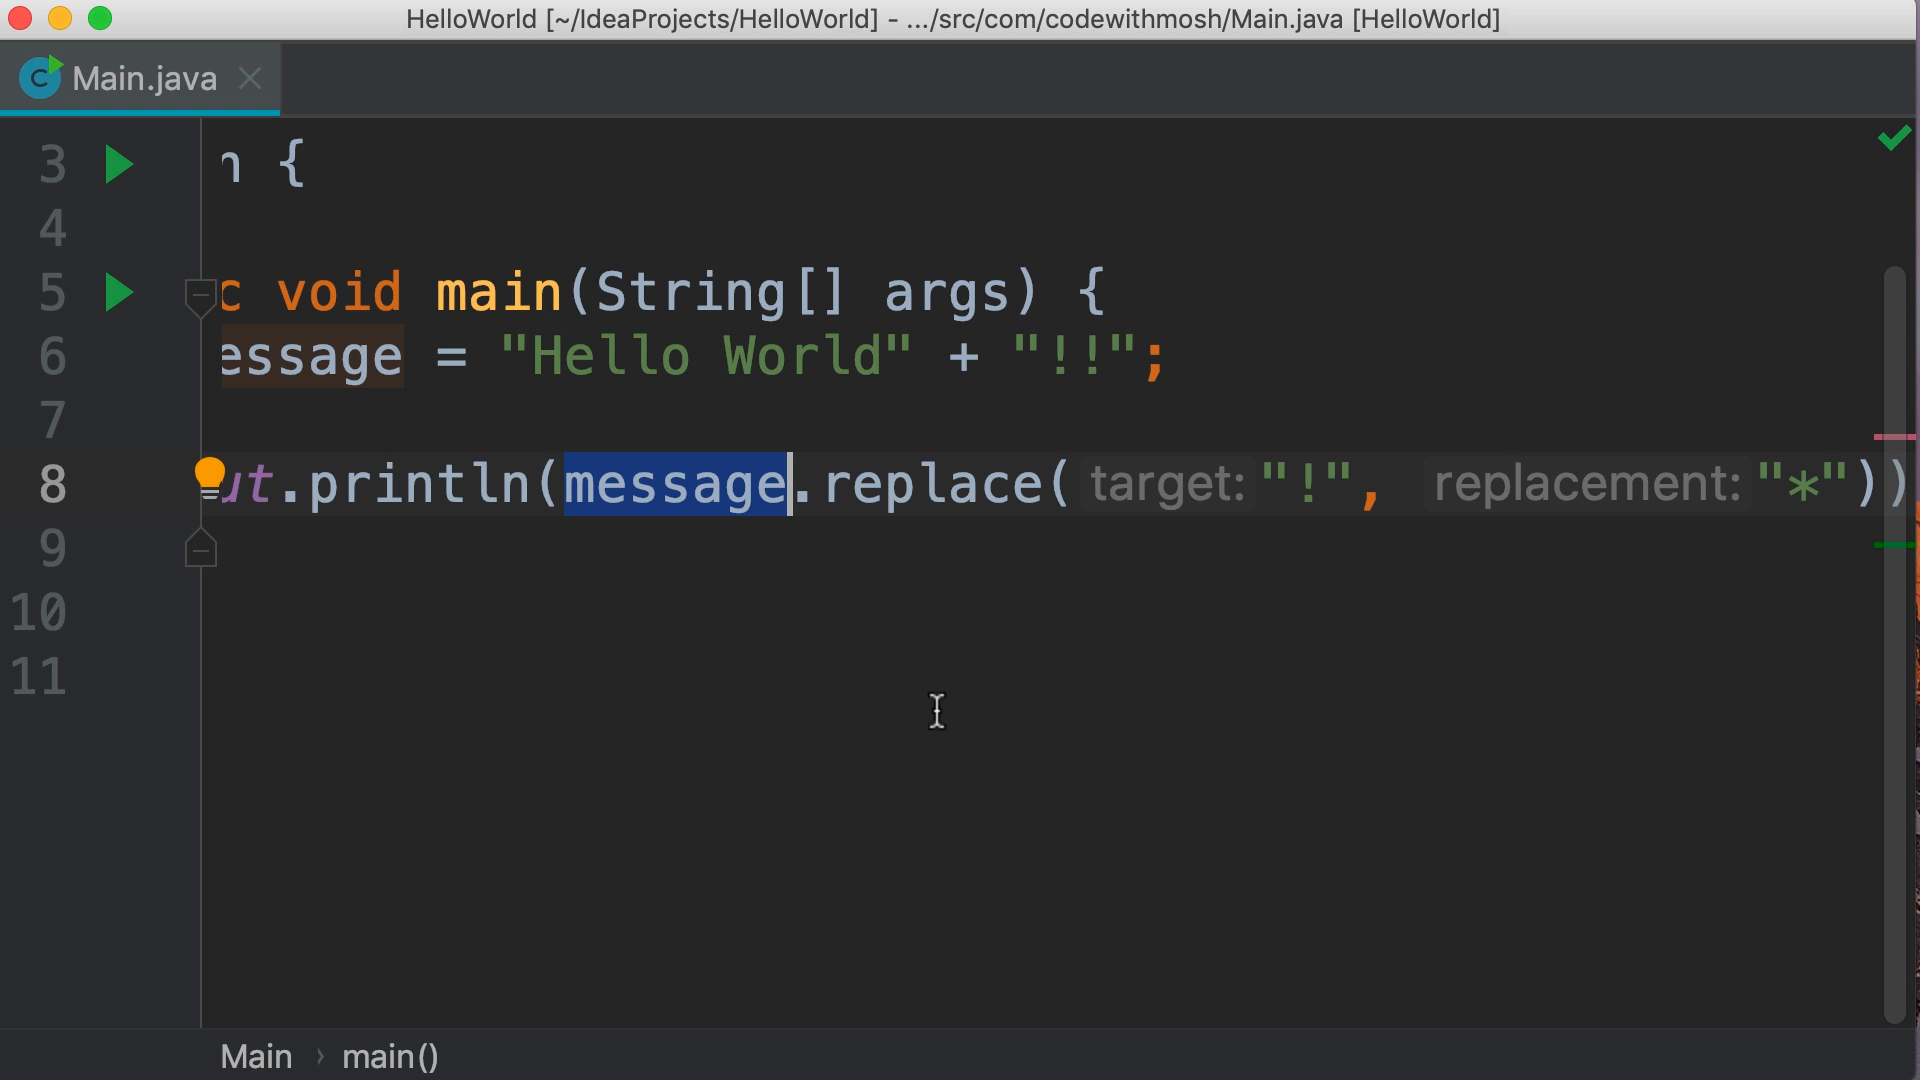 HelloWorld [~/IdeaProjects/HelloWorld] - .../src/com/codewithmosh/Main.java [HelloWorld]
C Main.java
3 n {
4
5 c void main(String[] args) {
6 essage = "Hello World" + "!!";
7
8 ut.println(message.replace( target: "!", replacement: "*"))
9
10
11
Main › main()